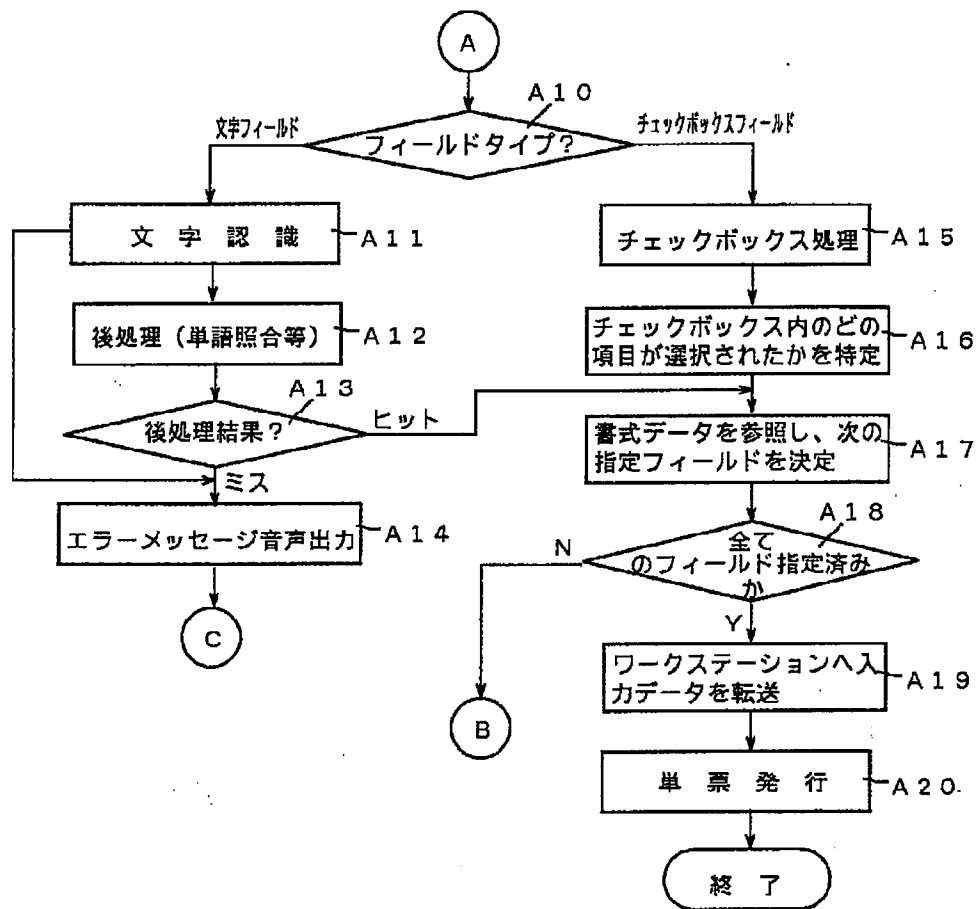 A
A10
文字フィールド
フィールドタイプ?
チェックボックスフィールド
文字認識
A11
チェックボックス処理
A15
後処理(単語照合等)
A12
チェックボックス内のどの
項目が選択されたかを特定
A16
A13
後処理結果?
ヒット
書式データを参照し、次の
指定フィールドを決定
A17
ミス
エラーメッセージ音声出力
A14
A18
全て
のフィールド指定済み
か
N
Y
C
ワークステーションへ入
力データを転送
A19
B
単票発行
A20
終了